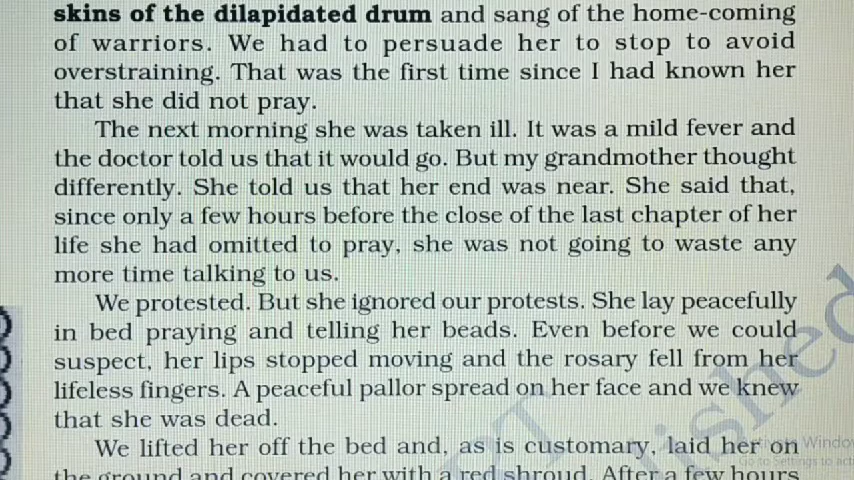 skins of the dilapidated drum and sang of the home-coming
of warriors. We had to persuade her to stop to avoid
overstraining. That was the first time since I had known her
that she did not pray.
The next morning she was taken ill. It was a mild fever and
the doctor told us that it would go. But my grandmother thought
differently. She told us that her end was near. She said that,
since only a few hours before the close of the last chapter of her
life she had omitted to pray, she was not going to waste any
more time talking to us.
We protested. But she ignored our protests. She lay peacefully
in bed praying and telling her beads. Even before we could
suspect, her lips stopped moving and the rosary fell from her
lifeless fingers. A peaceful pallor spread on her face and we knew
that she was dead.
We lifted her off the bed and, as is customary, laid her on
the ground and covered her with a red shroud. After a few hours